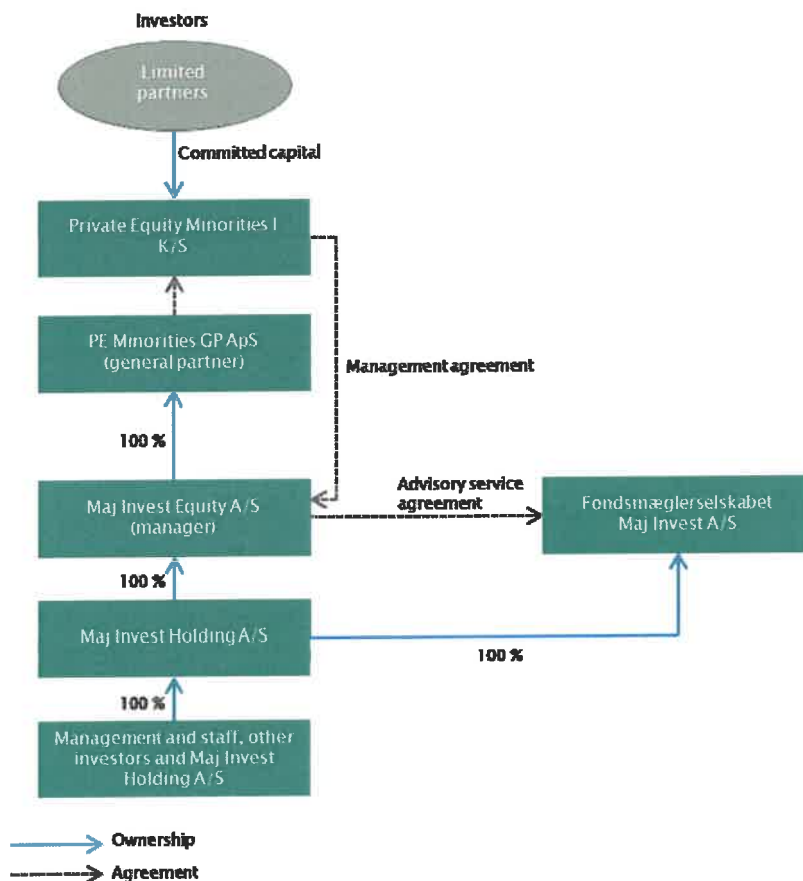 Investors
Limited
partners
Committed capital
Private Equity Minorities I
K/S
PE Minorities GP ApS
(general partner)
Management agreement
100 %
Maj Invest Equity A/S
(manager)
Advisory service
agreement
Fondsmæglerselskabet
Maj Invest A/S
100 %
Maj Invest Holding A/S
100 %
100 %
Management and staff, other
investors and Maj Invest
Holding A/S
Ownership
Agreement